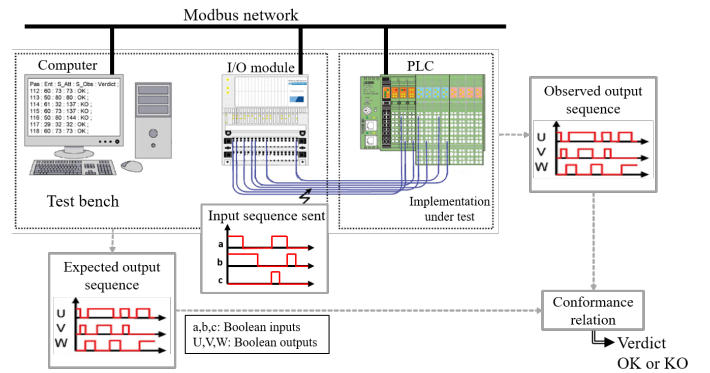 Modbus network
Computer
I/O module
PLC
Pas : Ent : S_Att : S_Obs : Verdict ;
112 : 60 : 73 : 73 : OK ;
113 : 50 : 80 : 80 : OK ;
114 : 61 : 32 : 137 : KO ;
115 : 60 : 73 : 137 : KO ;
116 : 50 : 80 : 144 : KO ;
117 : 29 : 32 : 32 : OK ;
118 : 60 : 73 : 73 : OK ;
Observed output
sequence
U
V
W
Test bench
Implementation
under test
Input sequence sent
a
b
c
Expected output
sequence
U
V
W
a,b,c: Boolean inputs
U,V,W: Boolean outputs
Conformance
relation
Verdict
OK or KO